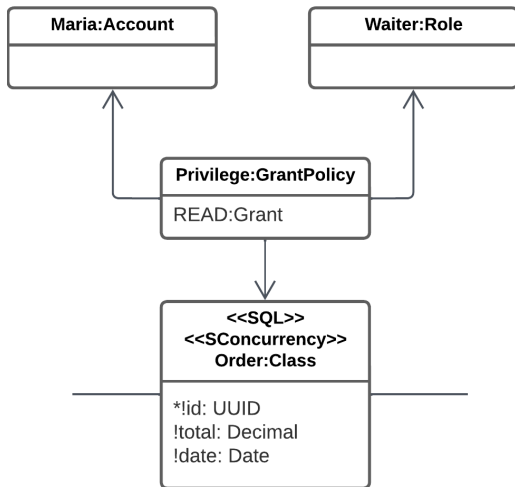 Maria:Account
Waiter:Role
Privilege:GrantPolicy
READ:Grant
<<SQL>>
<<SConcurrency>>
Order:Class
*!id: UUID
!total: Decimal
!date: Date